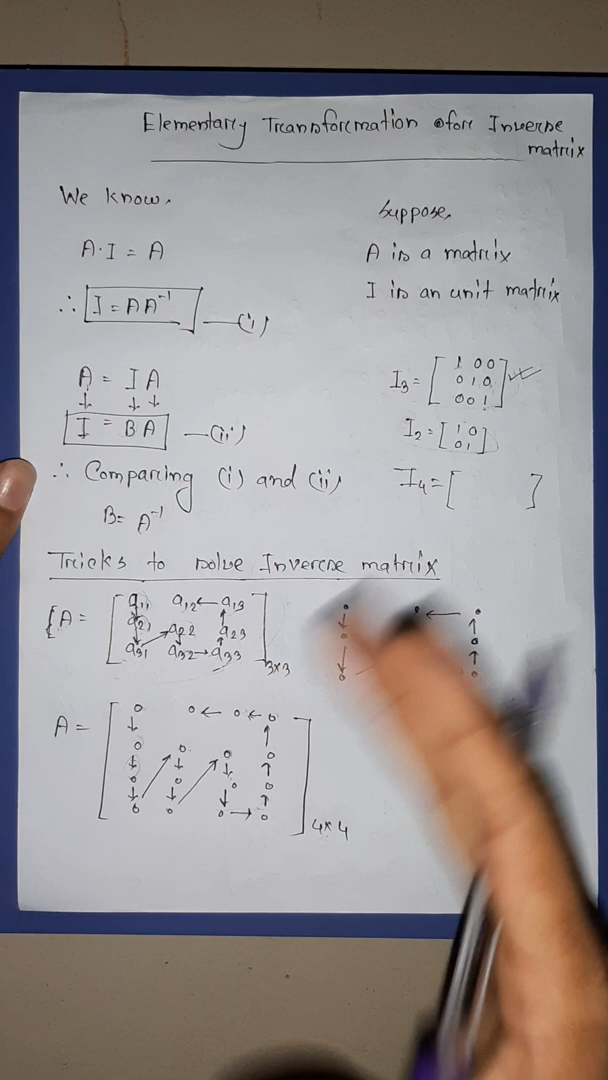 Elementary Transformation ofor Inverse
matrix
We know,
A·I = A
∴ I = AA⁻¹ —(i)
A = I A
↓ ↓ ↓
I = BA —(ii)
∴ Comparing (i) and (ii)
B = A⁻¹
Suppose,
A is a matrix
I is an unit matrix
I₃ = [ 1 0 0
0 1 0
0 0 1 ]
I₂ = [ 1 0
0 1 ]
I₄ = [ ]
Tricks to solve Inverse matrix
{A = [ a₁₁ a₁₂ ← a₁₃
a₂₁ a₂₂ a₂₃
a₃₁ a₃₂ → a₃₃ ] 3×3
A = [ ] 4×4